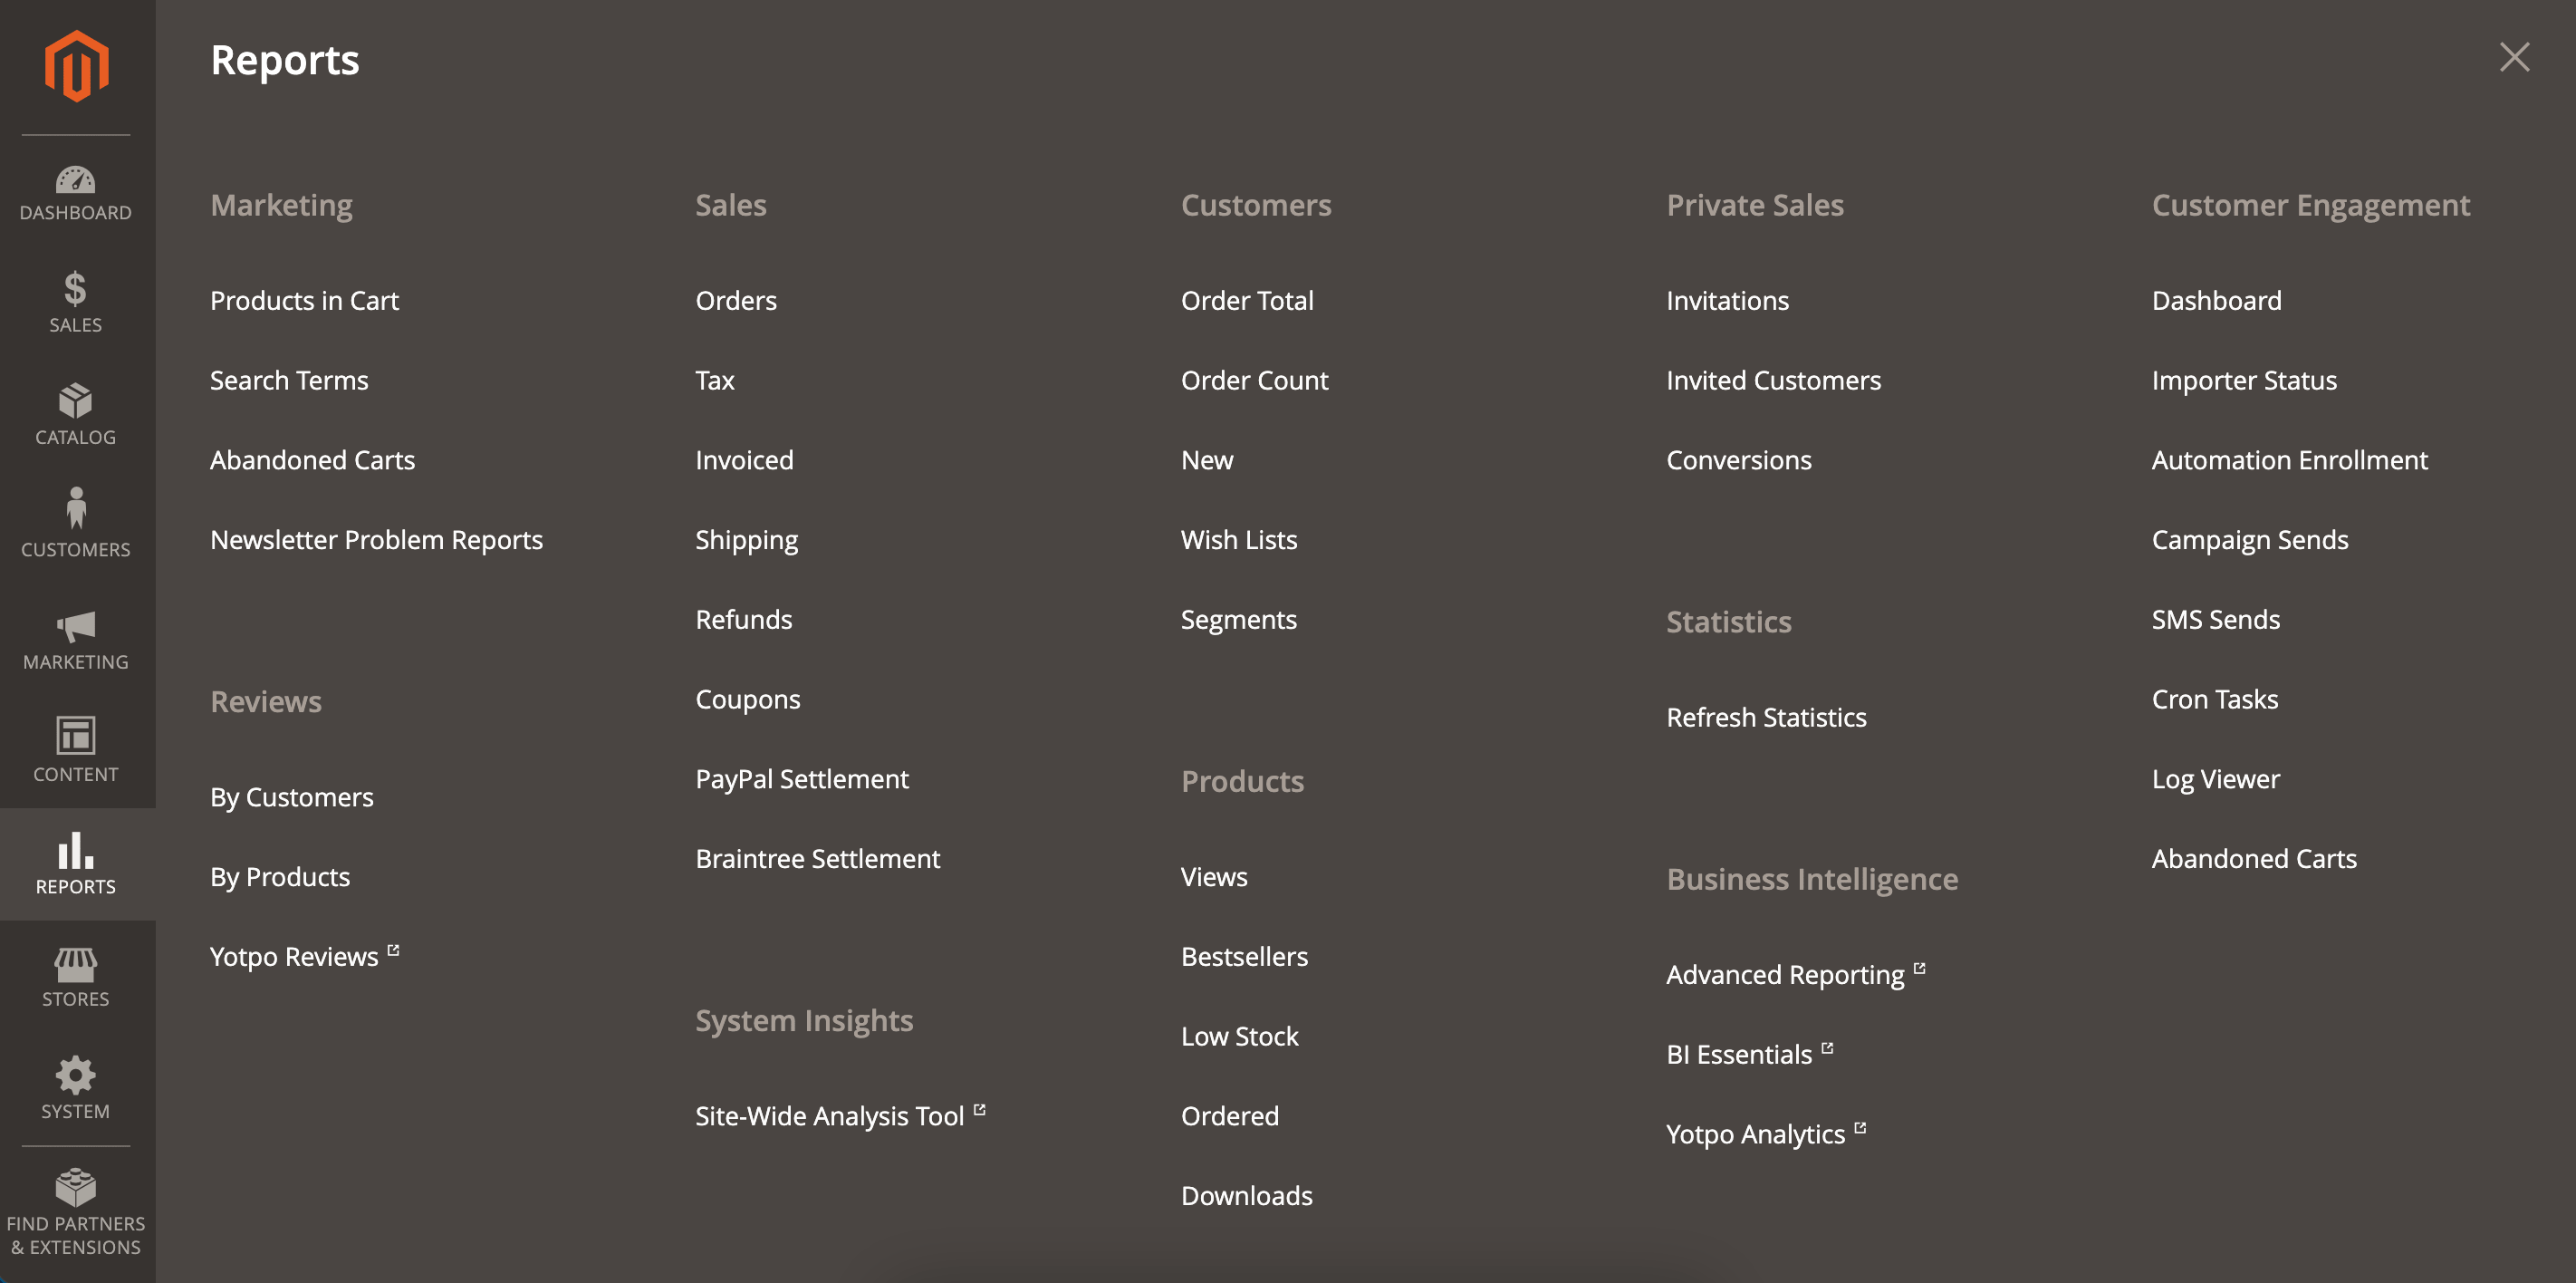 Reports
DASHBOARD
SALES
CATALOG
CUSTOMERS
MARKETING
CONTENT
REPORTS
STORES
SYSTEM
FIND PARTNERS
& EXTENSIONS
Marketing
Products in Cart
Search Terms
Abandoned Carts
Newsletter Problem Reports
Reviews
By Customers
By Products
Yotpo Reviews
Sales
Orders
Tax
Invoiced
Shipping
Refunds
Coupons
PayPal Settlement
Braintree Settlement
System Insights
Site-Wide Analysis Tool
Customers
Order Total
Order Count
New
Wish Lists
Segments
Products
Views
Bestsellers
Low Stock
Ordered
Downloads
Private Sales
Invitations
Invited Customers
Conversions
Statistics
Refresh Statistics
Business Intelligence
Advanced Reporting
BI Essentials
Yotpo Analytics
Customer Engagement
Dashboard
Importer Status
Automation Enrollment
Campaign Sends
SMS Sends
Cron Tasks
Log Viewer
Abandoned Carts